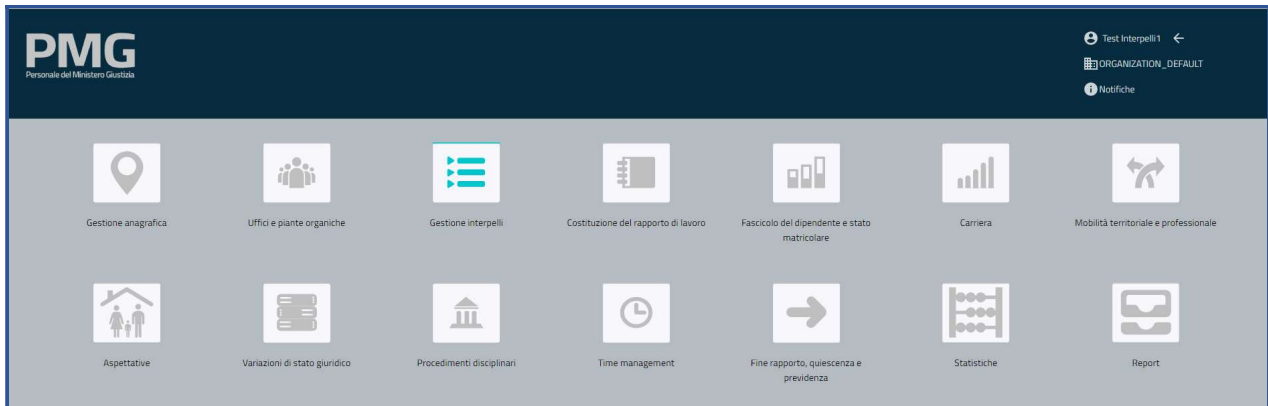 PMG
Personale del Ministero Giustizia
Test Interpelli1
ORGANIZATION_DEFAULT
Notifiche
Gestione anagrafica
Uffici e piante organiche
Gestione interpelli
Costituzione del rapporto di lavoro
Fascicolo del dipendente e stato
matricolare
Carriera
Mobilità territoriale e professionale
Aspettative
Variazioni di stato giuridico
Procedimenti disciplinari
Time management
Fine rapporto, quiescenza e
previdenza
Statistiche
Report